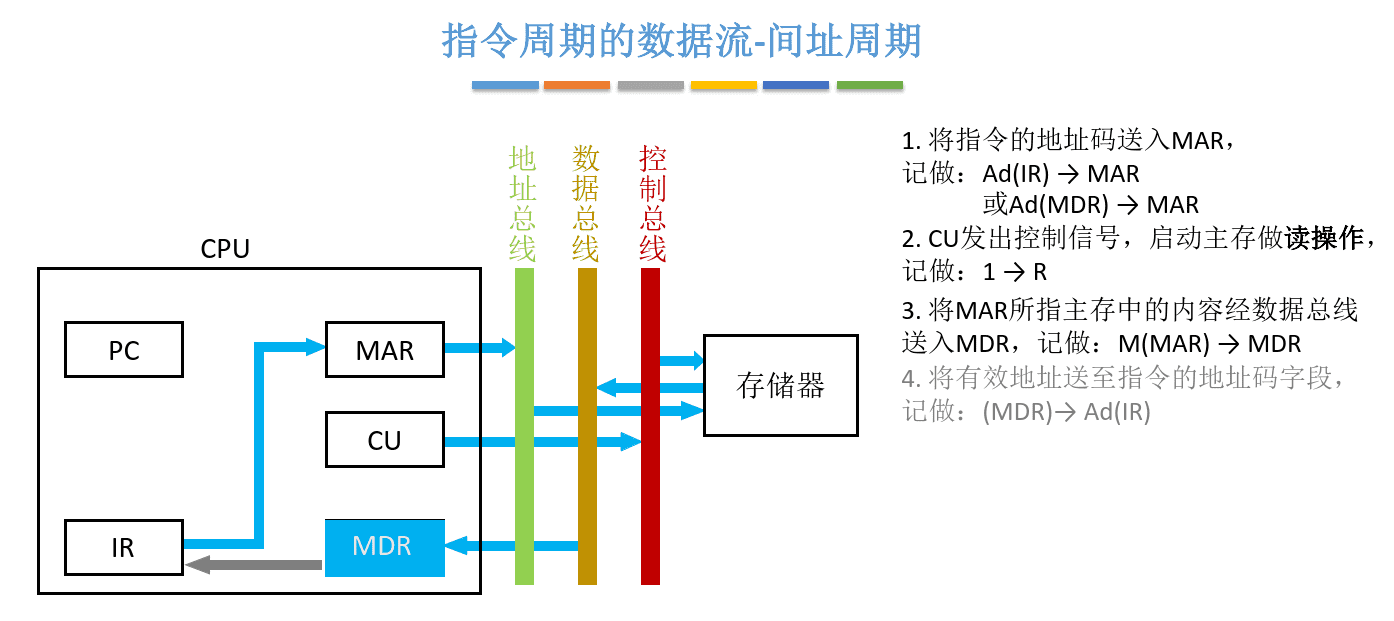 指令周期的数据流-间址周期
地址总线
数据总线
控制总线
CPU
PC
MAR
CU
IR
MDR
存储器
1. 将指令的地址码送入MAR，
记做：Ad(IR) → MAR
或Ad(MDR) → MAR
2. CU发出控制信号，启动主存做读操作，
记做：1 → R
3. 将MAR所指主存中的内容经数据总线
送入MDR，记做：M(MAR) → MDR
4. 将有效地址送至指令的地址码字段，
记做：(MDR)→ Ad(IR)